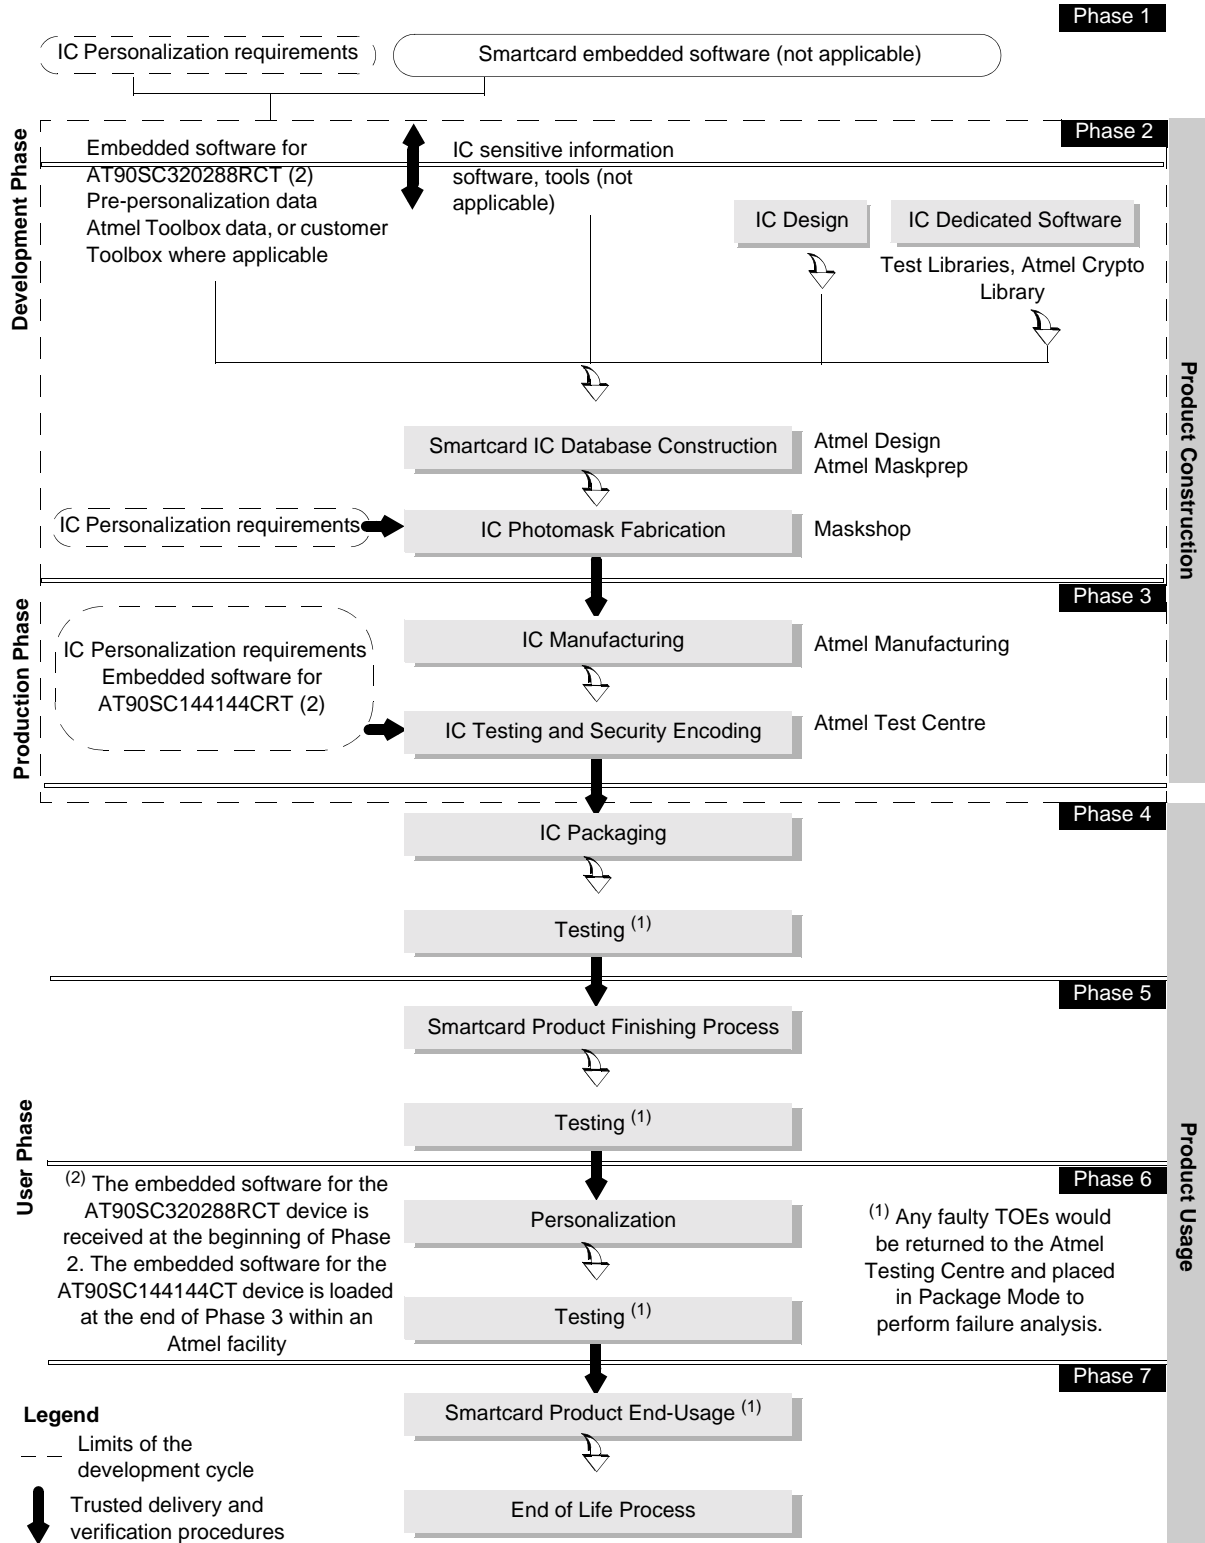 Phase 1
IC Personalization requirements
Smartcard embedded software (not applicable)
Development Phase
Phase 2
Embedded software for
AT90SC320288RCT (2)
Pre-personalization data
Atmel Toolbox data, or customer
Toolbox where applicable
IC sensitive information
software, tools (not
applicable)
IC Design
IC Dedicated Software
Test Libraries, Atmel Crypto
Library
Product Construction
Smartcard IC Database Construction
Atmel Design
Atmel Maskprep
IC Personalization requirements
IC Photomask Fabrication
Maskshop
Production Phase
Phase 3
IC Personalization requirements
Embedded software for
AT90SC144144CRT (2)
IC Manufacturing
Atmel Manufacturing
IC Testing and Security Encoding
Atmel Test Centre
Phase 4
IC Packaging
Testing (1)
Phase 5
Smartcard Product Finishing Process
Testing (1)
User Phase
Product Usage
Phase 6
(2) The embedded software for the
AT90SC320288RCT device is
received at the beginning of Phase
2. The embedded software for the
AT90SC144144CT device is loaded
at the end of Phase 3 within an
Atmel facility
Personalization
Testing (1)
(1) Any faulty TOEs would
be returned to the Atmel
Testing Centre and placed
in Package Mode to
perform failure analysis.
Phase 7
Smartcard Product End-Usage (1)
End of Life Process
Legend
Limits of the
development cycle
Trusted delivery and
verification procedures